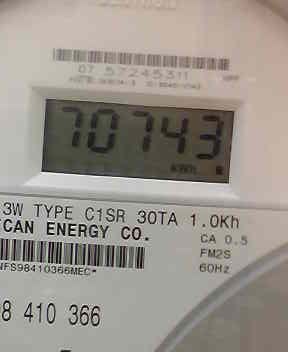 07 57245311
70743
3W TYPE C1SR 30TA 1.0Kh
CAN ENERGY CO.
CA 0.5
FM2S
NFS98410366MEC*
60Hz
8 410 366